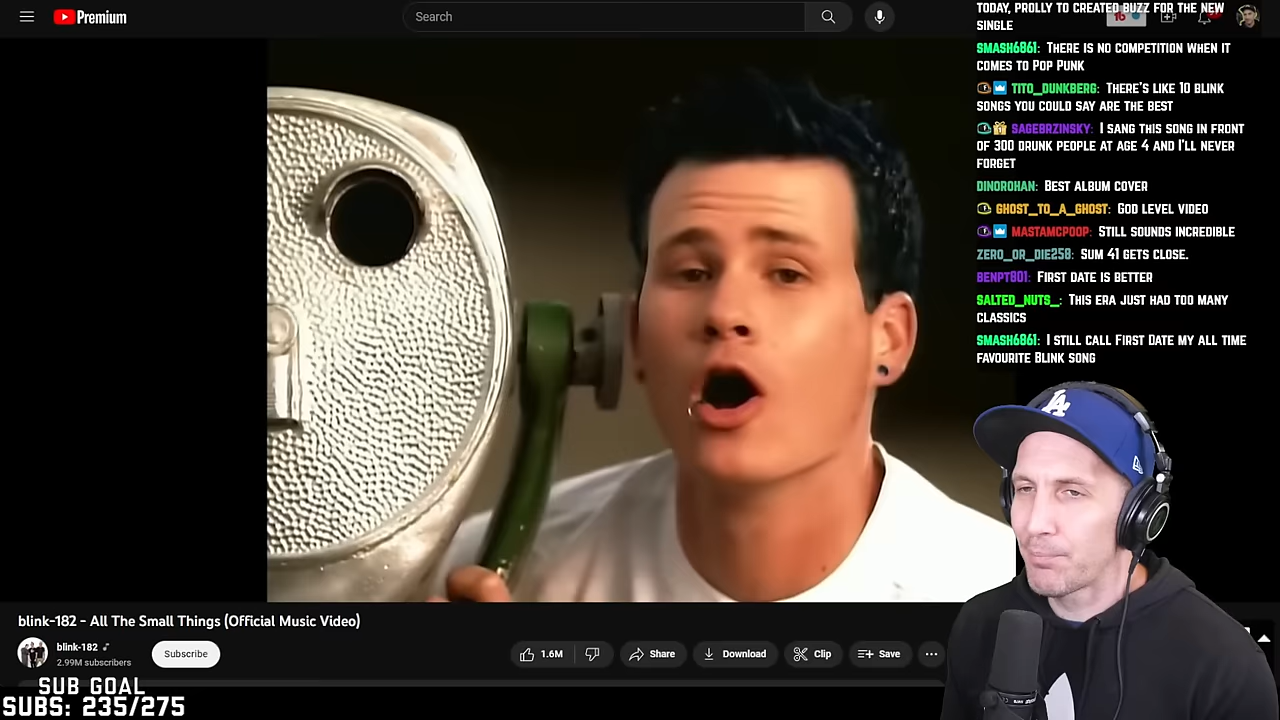 Premium
Search
TODAY, PROLLY TO CREATED BUZZ FOR THE NEW
SINGLE
SMASH6861: THERE IS NO COMPETITION WHEN IT
COMES TO POP PUNK
TITO_DUNKBERG: THERE'S LIKE 10 BLINK
SONGS YOU COULD SAY ARE THE BEST
SAGEBRZINSKY: I SANG THIS SONG IN FRONT
OF 300 DRUNK PEOPLE AT AGE 4 AND I'LL NEVER
FORGET
DINOROHAN: BEST ALBUM COVER
GHOST_TO_A_GHOST: GOD LEVEL VIDEO
MASTAMCPOOP: STILL SOUNDS INCREDIBLE
ZERO_OR_DIE258: SUM 41 GETS CLOSE.
BENPT801: FIRST DATE IS BETTER
SALTED_NUTS_: THIS ERA JUST HAD TOO MANY
CLASSICS
SMASH6861: I STILL CALL FIRST DATE MY ALL TIME
FAVOURITE BLINK SONG
LA
blink-182 - All The Small Things (Official Music Video)
blink-182
2.99M subscribers
Subscribe
1.6M
Share
Download
Clip
Save
SUB GOAL
SUBS: 235/275